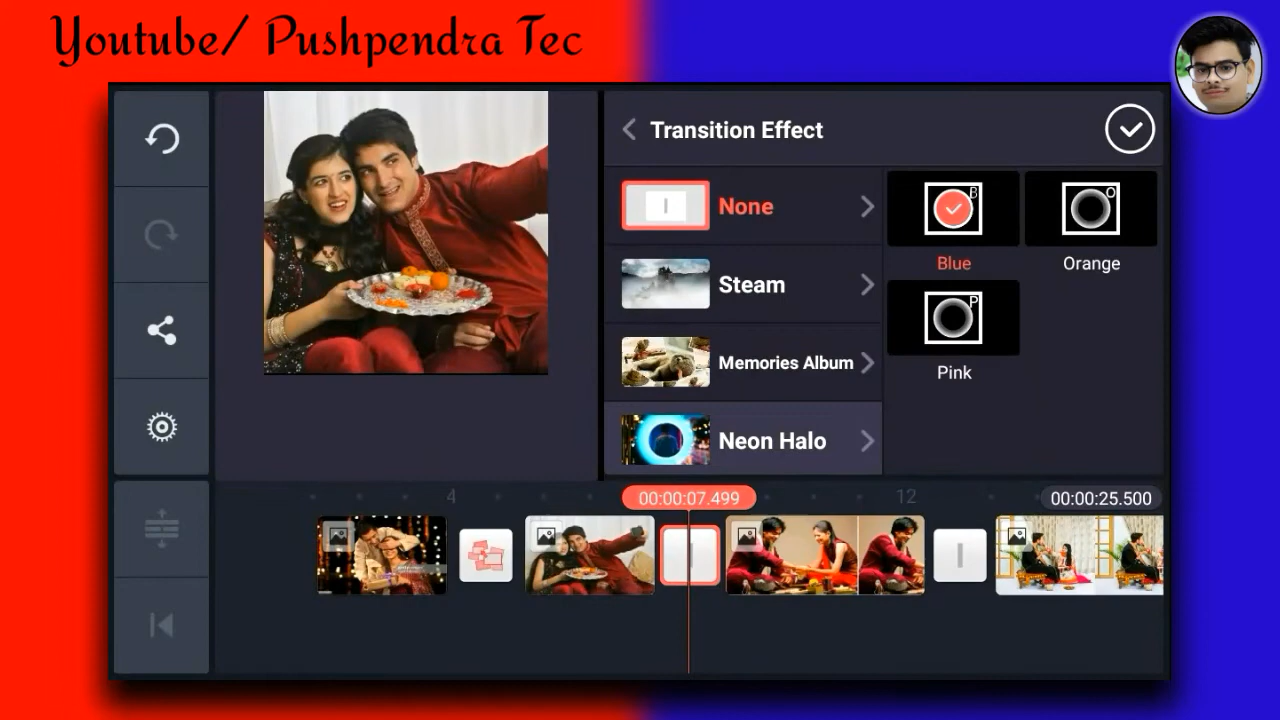 Youtube/ Pushpendra Tec
Transition Effect
None
Steam
Memories Album
Neon Halo
B
Blue
O
Orange
P
Pink
4
00:00:07.499
12
00:00:25.500